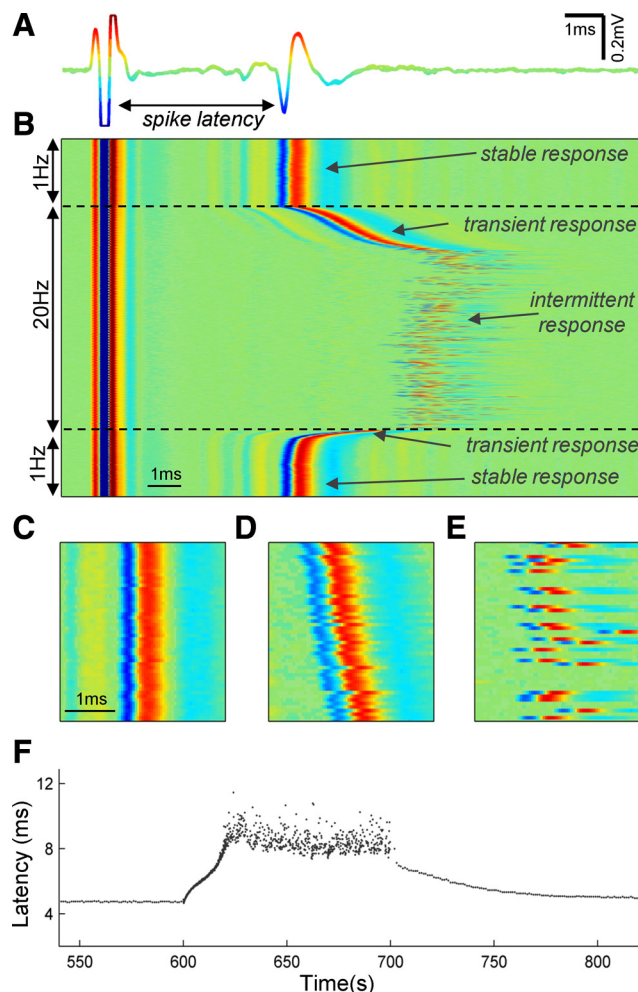 A
1ms
0.2mV
spike latency
B
1Hz
stable response
transient response
20Hz
intermittent
response
1Hz
transient response
stable response
1ms
C
D
E
1ms
F
Latency (ms)
12
8
4
550
600
650
700
750
800
Time(s)